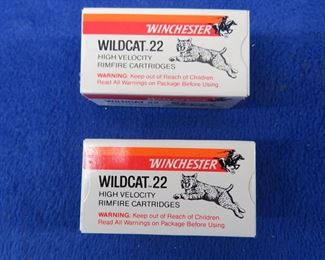 WINCHESTER
WILDCAT™ 22
HIGH VELOCITY
RIMFIRE CARTRIDGES
WARNING: Keep out of Reach of Children.
Read All Warnings on Package Before Using.
WINCHESTER
WILDCAT™ 22
HIGH VELOCITY
RIMFIRE CARTRIDGES
WARNING: Keep out of Reach of Children.
Read All Warnings on Package Before Using.